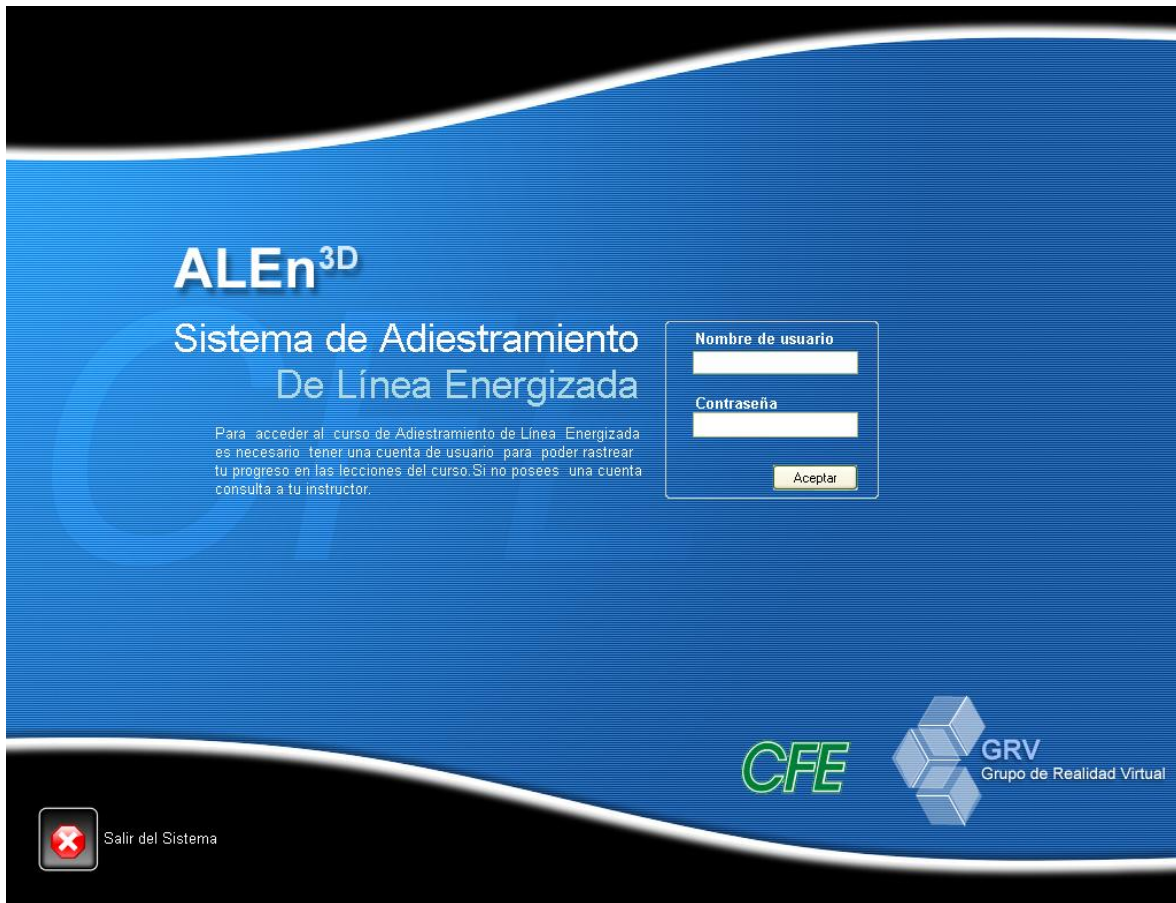 ALEn3D
Sistema de Adiestramiento
De Línea Energizada
Para acceder al curso de Adiestramiento de Línea Energizada
es necesario tener una cuenta de usuario para poder rastrear
tu progreso en las lecciones del curso.Si no posees una cuenta
consulta a tu instructor.
Nombre de usuario
Contraseña
Aceptar
CFE
CFE
GRV
Grupo de Realidad Virtual
Salir del Sistema